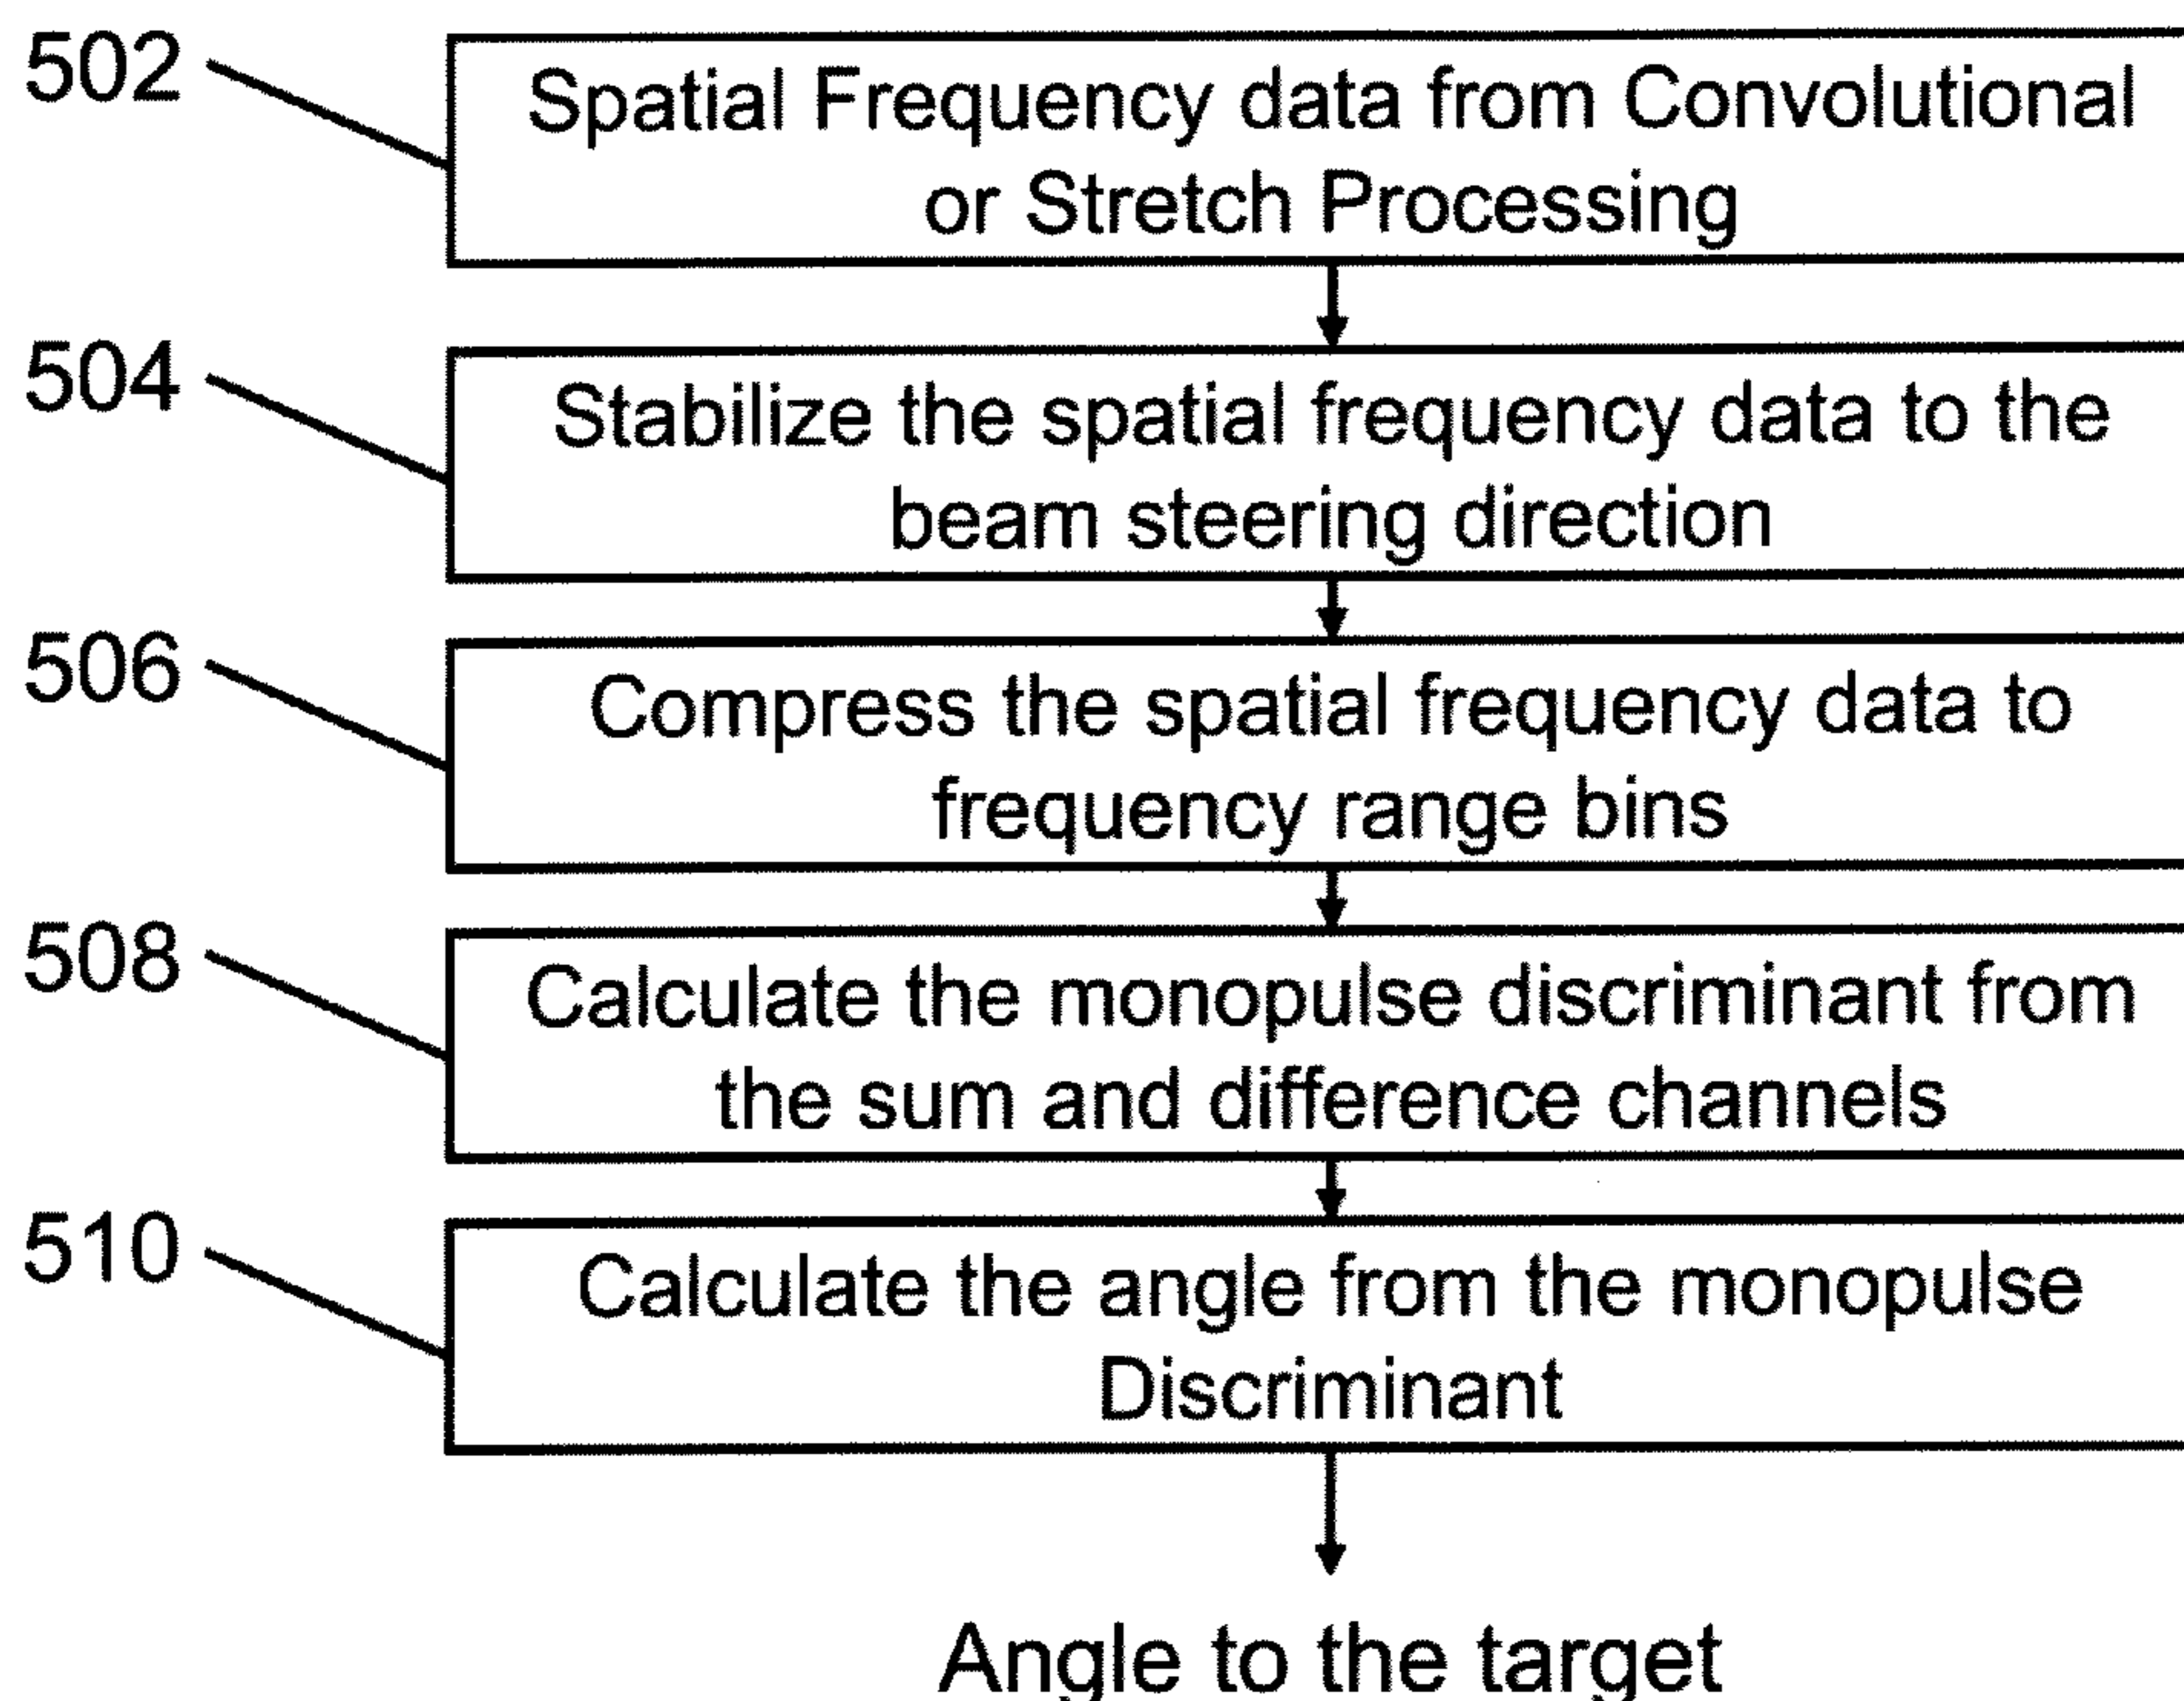 502
Spatial Frequency data from Convolutional
or Stretch Processing
504
Stabilize the spatial frequency data to the
beam steering direction
506
Compress the spatial frequency data to
frequency range bins
508
Calculate the monopulse discriminant from
the sum and difference channels
510
Calculate the angle from the monopulse
Discriminant
Angle to the target